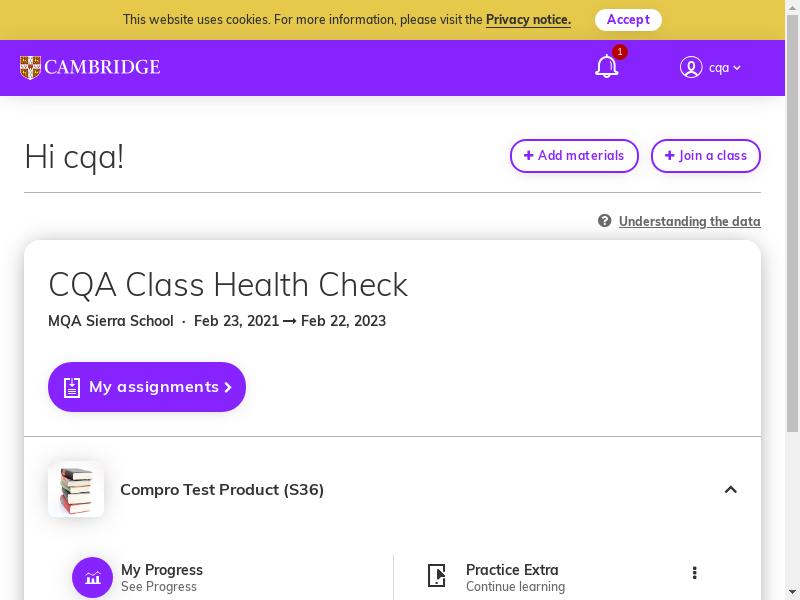 This website uses cookies. For more information, please visit the Privacy notice. Accept
CAMBRIDGE
1
cqa
Hi cqa!
Add materials
Join a class
Understanding the data
CQA Class Health Check
MQA Sierra School · Feb 23, 2021 → Feb 22, 2023
My assignments
Compro Test Product (S36)
My Progress
See Progress
Practice Extra
Continue learning